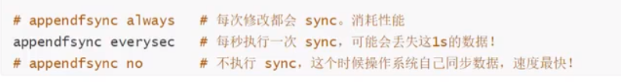 # appendfsync always   # 每次修改都会 sync。消耗性能
appendfsync everysec   # 每秒执行一次 sync，可能会丢失这1s的数据！
# appendfsync no       # 不执行 sync，这个时候操作系统自己同步数据，速度最快！